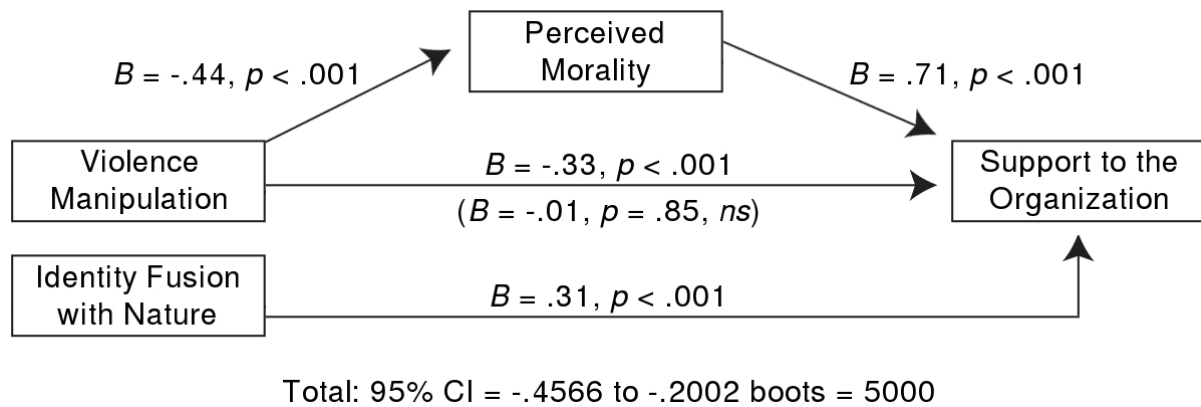 Perceived
Morality
B = -.44, p < .001
B = .71, p < .001
Violence
Manipulation
B = -.33, p < .001
(B = -.01, p = .85, ns)
Support to the
Organization
Identity Fusion
with Nature
B = .31, p < .001
Total: 95% CI = -.4566 to -.2002 boots = 5000